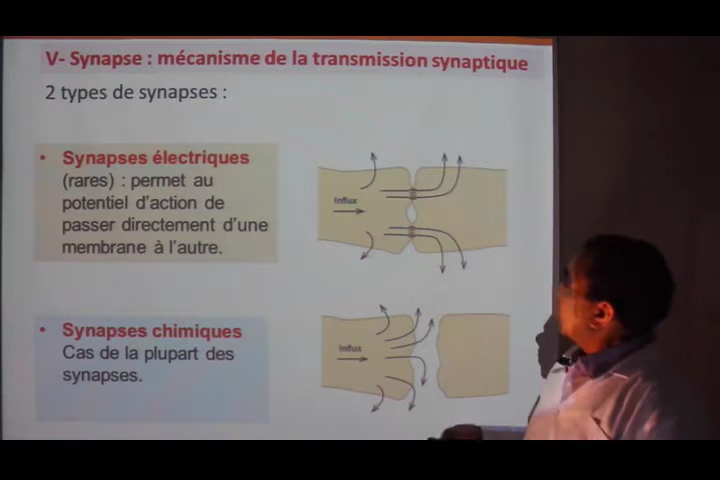 V- Synapse : mécanisme de la transmission synaptique
2 types de synapses :
• Synapses électriques
(rares) : permet au
potentiel d'action de
passer directement d'une
membrane à l'autre.
Influx
• Synapses chimiques
Cas de la plupart des
synapses.
Influx